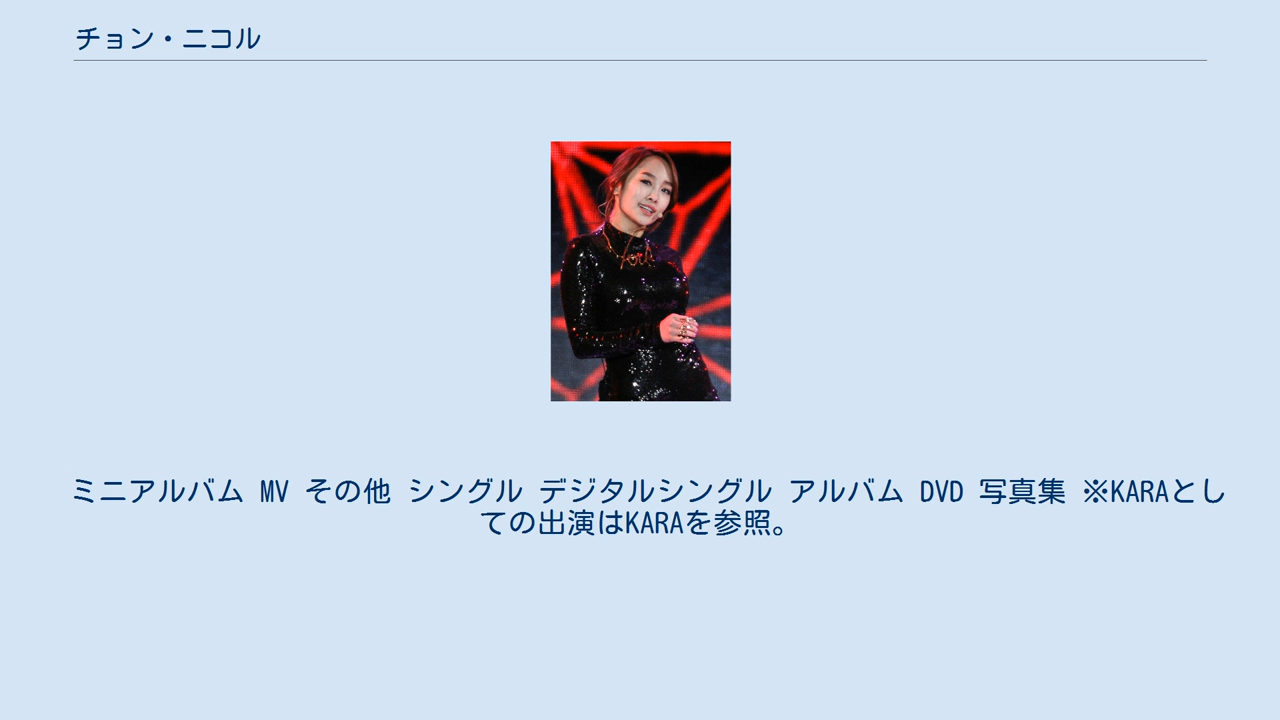 チョン・ニコル
ミニアルバム MV その他 シングル デジタルシングル アルバム DVD 写真集 ※KARAとし
ての出演はKARAを参照。